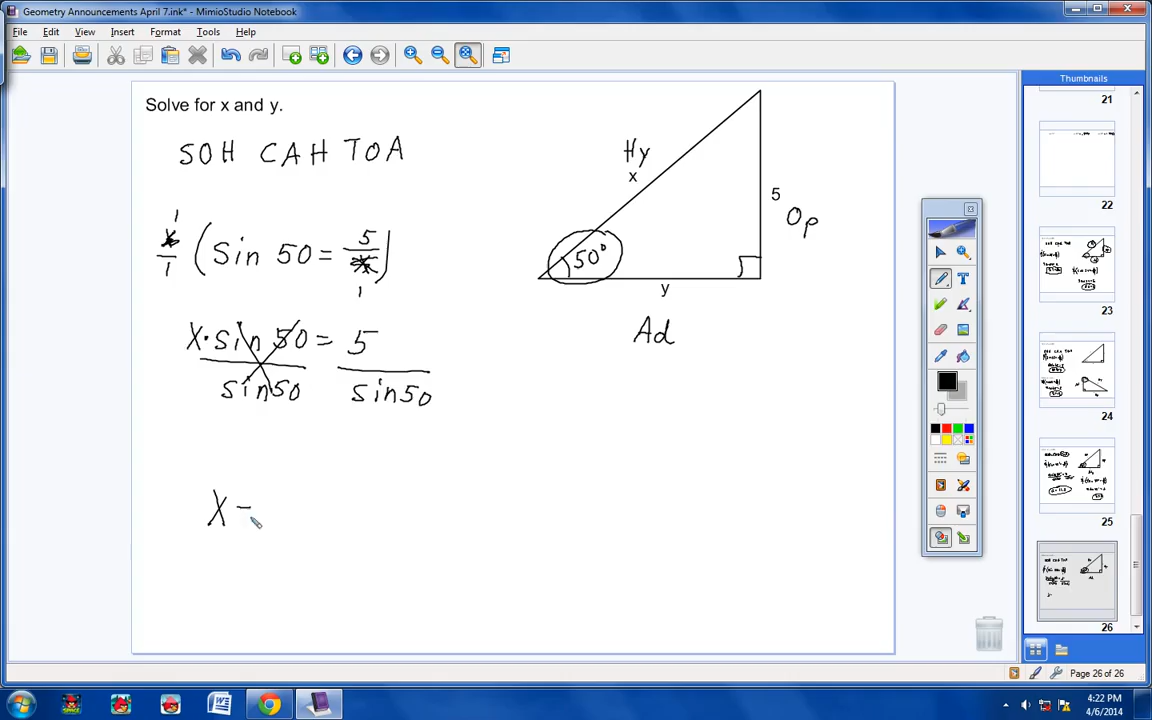 Geometry Announcements April 7.ink* - MimioStudio Notebook
File Edit View Insert Format Tools Help
Solve for x and y.
SOH CAH TOA
Hy
x
5
Op
50°
y
Ad
1
x
1
(Sin 50 = 5
x
1
)
X·sin 50 = 5
sin50 sin50
X =
T
Thumbnails
21
22
23
24
25
26
Page 26 of 26
4:22 PM
4/6/2014